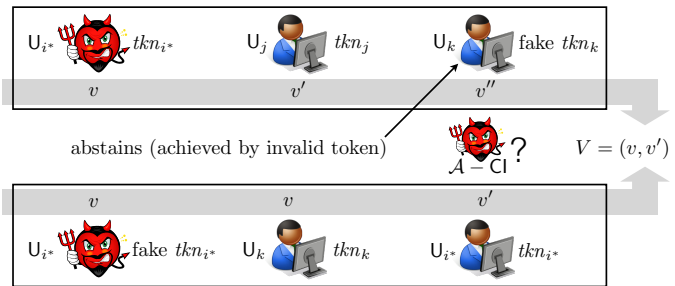 U_{i*} tkn_{i*} U_j tkn_j U_k fake tkn_k
v v′ v″
abstains (achieved by invalid token) ? V = (v, v′)
𝒜 − CI
v v v′
U_{i*} fake tkn_{i*} U_k tkn_k U_{i*} tkn_{i*}